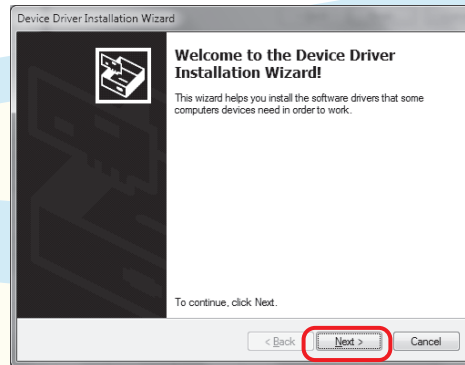 Device Driver Installation Wizard
Welcome to the Device Driver
Installation Wizard!
This wizard helps you install the software drivers that some
computers devices need in order to work.
To continue, click Next.
< Back
Next >
Cancel